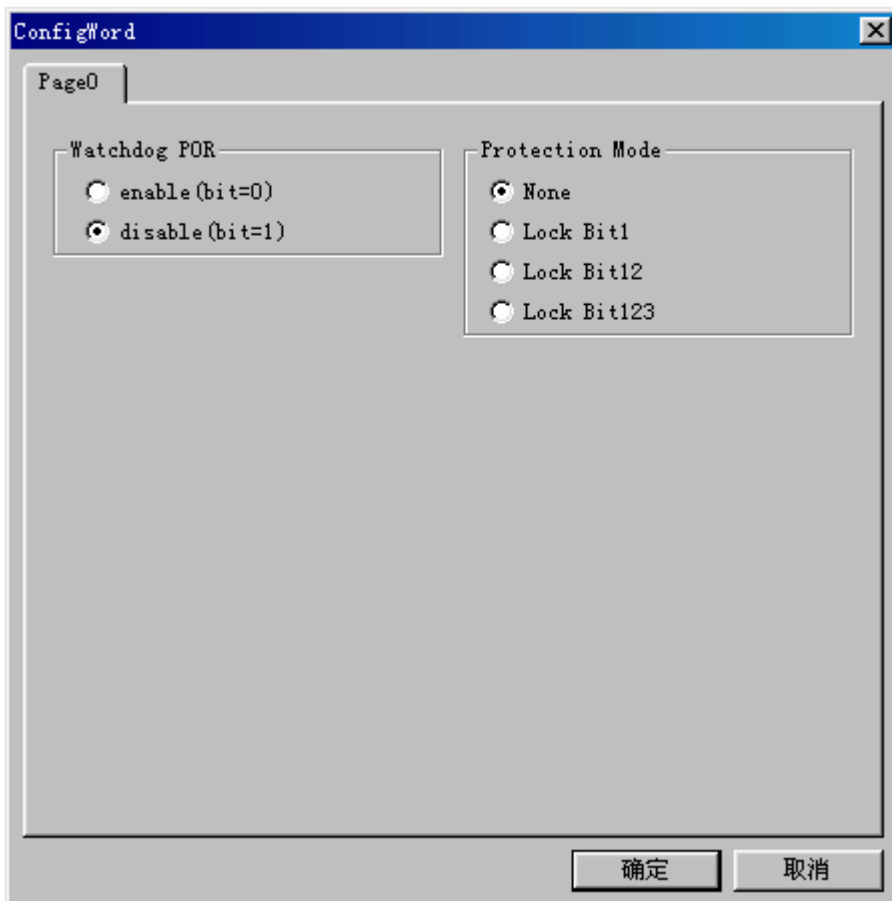 ConfigWord
Page0
Watchdog POR
enable(bit=0)
disable(bit=1)
Protection Mode
None
Lock Bit1
Lock Bit12
Lock Bit123
确定
取消